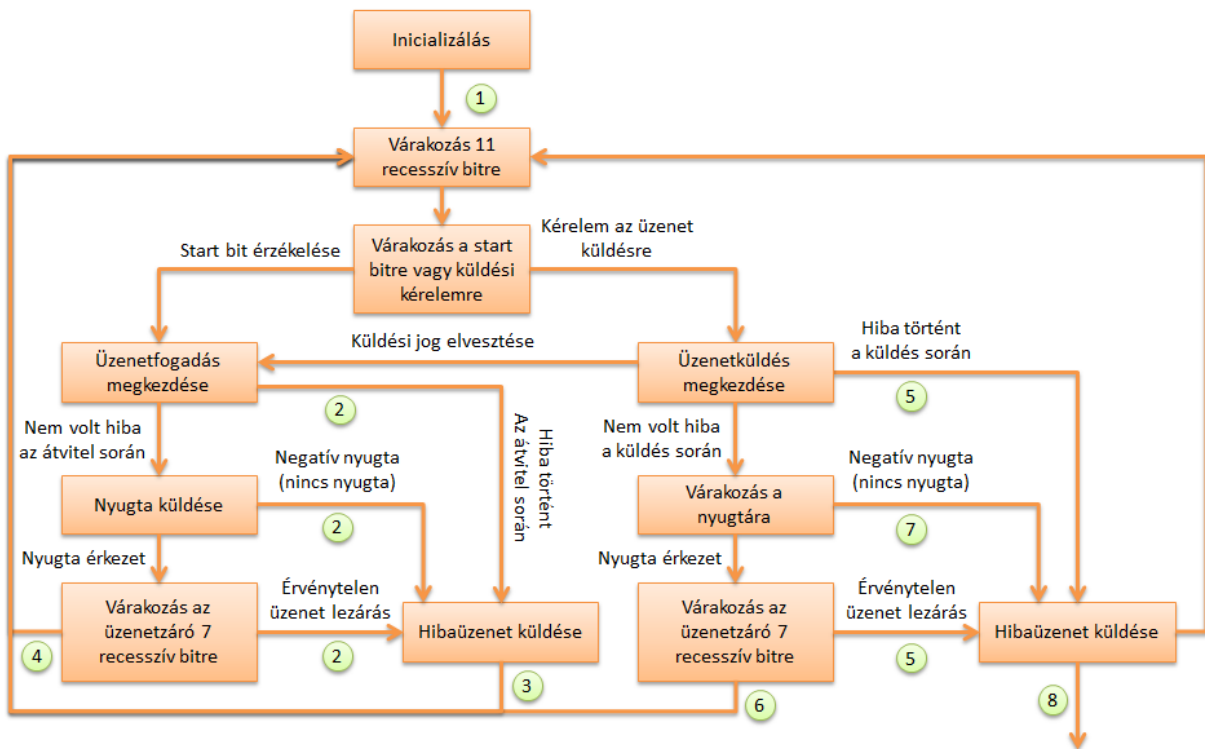 Inicializálás
1
Várakozás 11
recesszív bitre
Start bit érzékelése
Várakozás a start
bitre vagy küldési
kérelemre
Kérelem az üzenet
küldésre
Üzenetfogadás
megkezdése
Küldési jog elvesztése
Üzenetküldés
megkezdése
Hiba történt
a küldés során
2
5
Nem volt hiba
az átvitel során
Negatív nyugta
(nincs nyugta)
Hiba történt
Az átvitel során
Nem volt hiba
a küldés során
Negatív nyugta
(nincs nyugta)
Nyugta küldése
2
Várakozás a
nyugtára
7
Nyugta érkezet
Nyugta érkezet
Várakozás az
üzenetzáró 7
recesszív bitre
Érvénytelen
üzenet lezárás
Hibaüzenet küldése
Várakozás az
üzenetzáró 7
recesszív bitre
Érvénytelen
üzenet lezárás
Hibaüzenet küldése
4
2
5
3
6
8